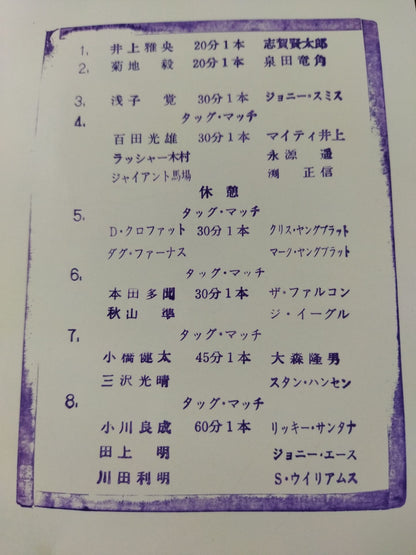 1, 井上雅央 20分1本 志賀賢太郎
2, 菊地 毅 20分1本 泉田竜角
3, 浅子 覚 30分1本 ジョニー・スミス
4, タッグ・マッチ
百田光雄 30分1本 マイティ井上
ラッシャー木村 永源 遥
ジャイアント馬場 渕 正信
休憩
5, タッグ・マッチ
D・クロファット 30分1本 クリス・ヤングブラット
ダグ・ファーナス マーク・ヤングブラット
6, タッグ・マッチ
本田多聞 30分1本 ザ・ファルコン
秋山 準 ジ・イーグル
7, タッグ・マッチ
小橋健太 45分1本 大森隆男
三沢光晴 スタン・ハンセン
8, タッグ・マッチ
小川良成 60分1本 リッキー・サンタナ
田上 明 ジョニー・エース
川田利明 S・ウイリアムス